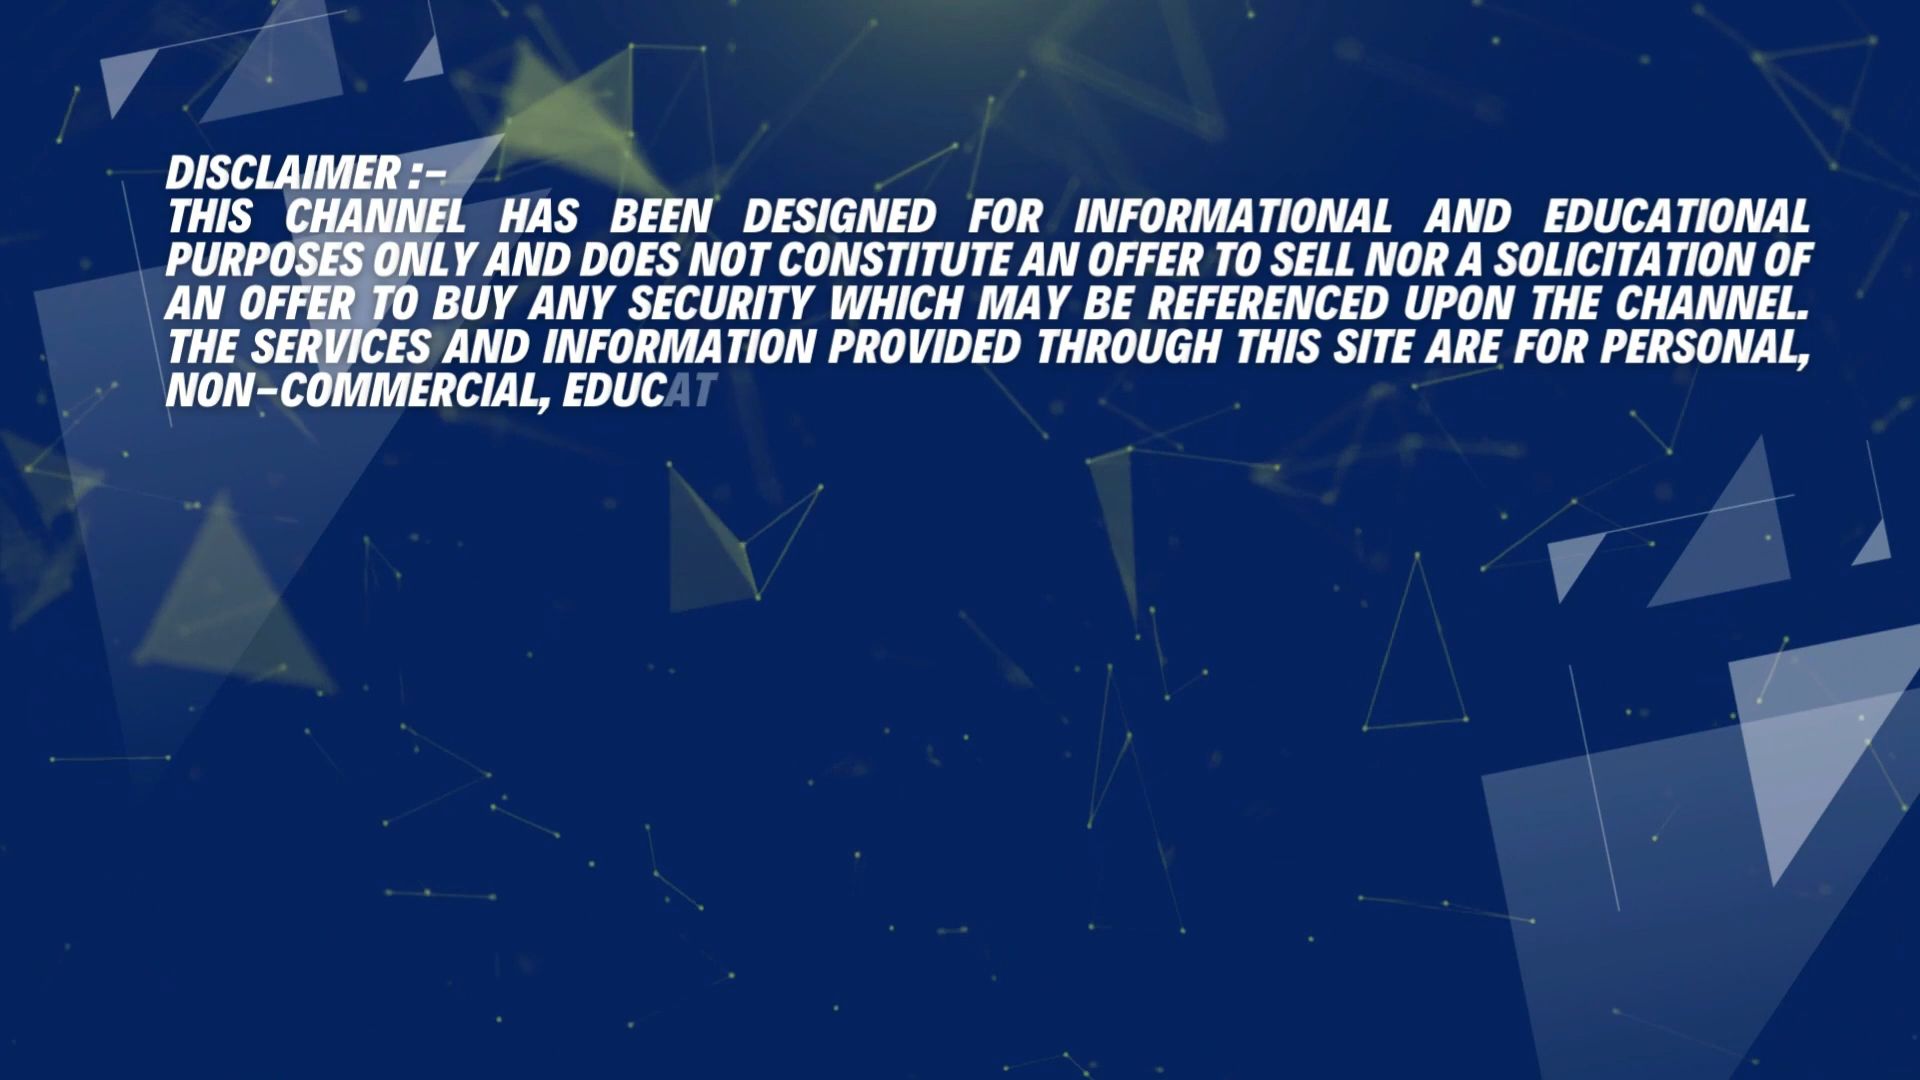 DISCLAIMER :-
THIS CHANNEL HAS BEEN DESIGNED FOR INFORMATIONAL AND EDUCATIONAL
PURPOSES ONLY AND DOES NOT CONSTITUTE AN OFFER TO SELL NOR A SOLICITATION OF
AN OFFER TO BUY ANY SECURITY WHICH MAY BE REFERENCED UPON THE CHANNEL.
THE SERVICES AND INFORMATION PROVIDED THROUGH THIS SITE ARE FOR PERSONAL,
NON-COMMERCIAL, EDUCAT